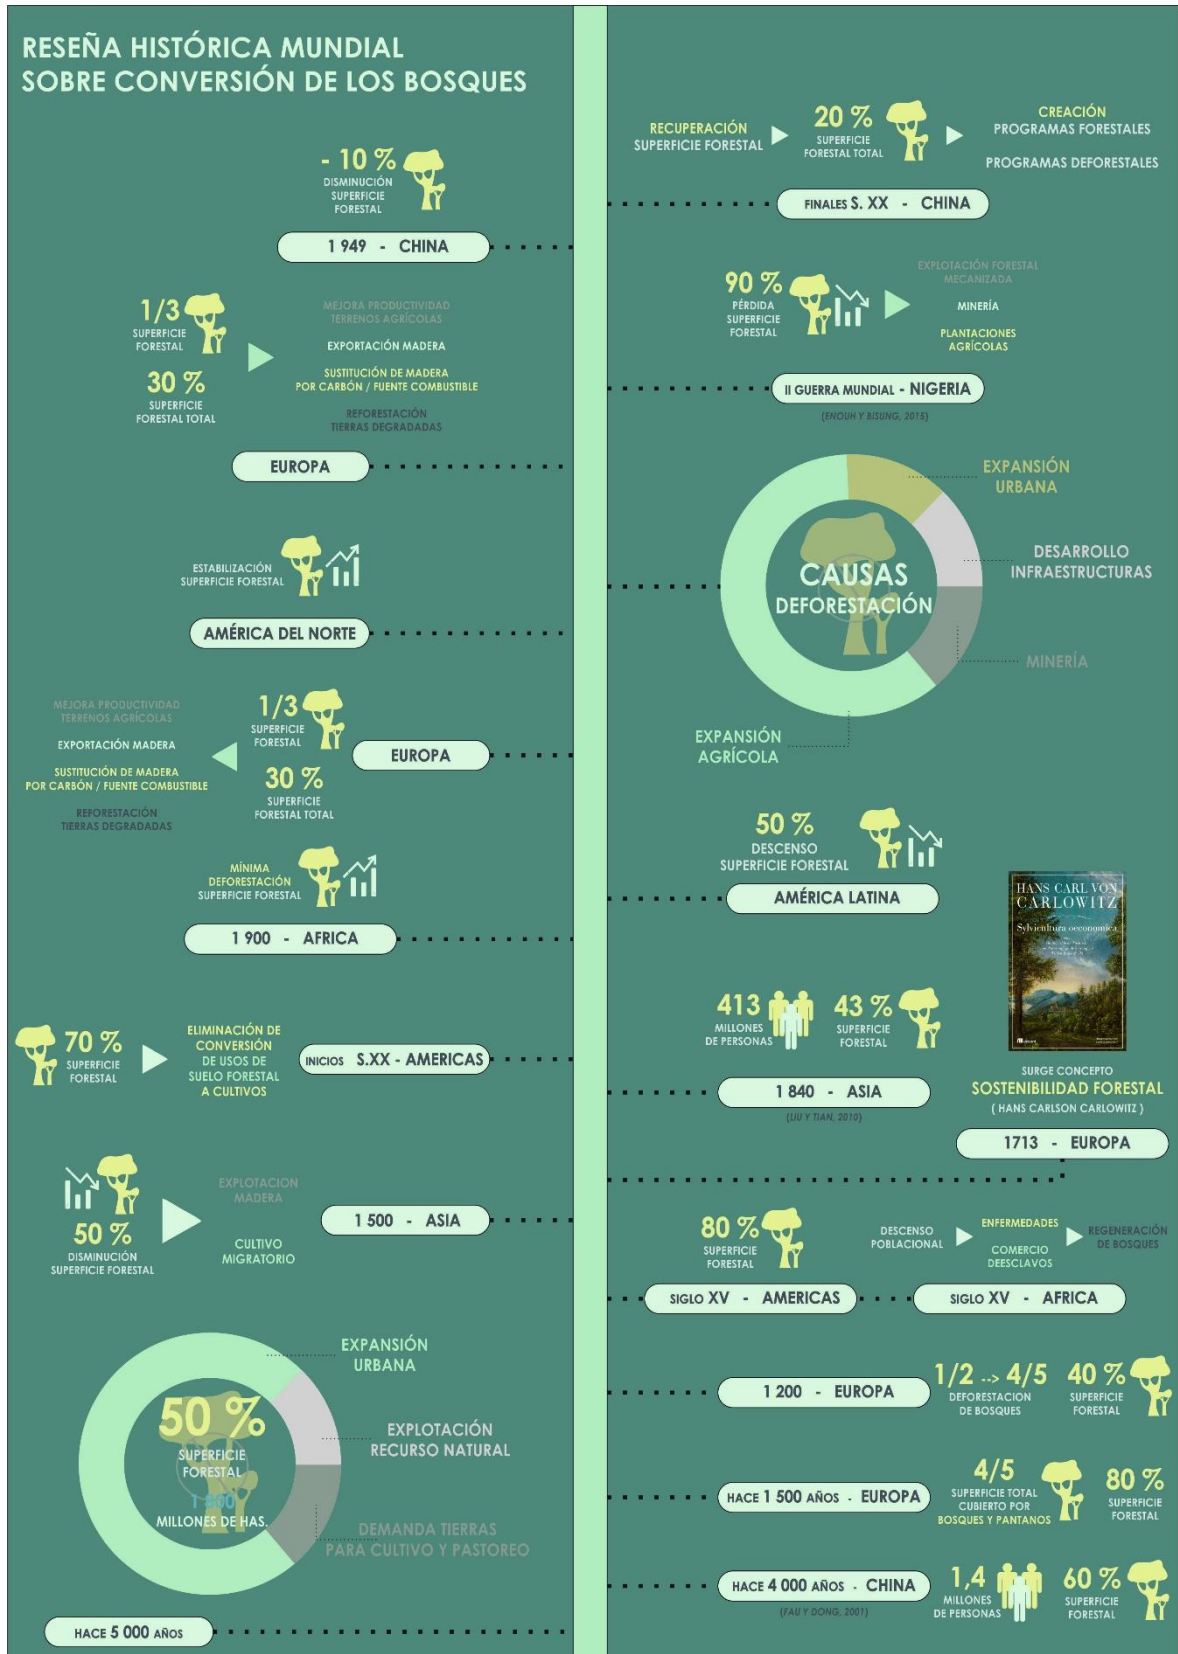 RESEÑA HISTÓRICA MUNDIAL
SOBRE CONVERSIÓN DE LOS BOSQUES
- 10 %
DISMINUCIÓN
SUPERFICIE
FORESTAL
1 949 - CHINA
1/3
SUPERFICIE
FORESTAL
30 %
SUPERFICIE
FORESTAL TOTAL
MEJORA PRODUCTIVIDAD
TERRENOS AGRÍCOLAS
EXPORTACIÓN MADERA
SUSTITUCIÓN DE MADERA
POR CARBÓN / FUENTE COMBUSTIBLE
REFORESTACIÓN
TIERRAS DEGRADADAS
EUROPA
ESTABILIZACIÓN
SUPERFICIE FORESTAL
AMÉRICA DEL NORTE
MEJORA PRODUCTIVIDAD
TERRENOS AGRÍCOLAS
EXPORTACIÓN MADERA
SUSTITUCIÓN DE MADERA
POR CARBÓN / FUENTE COMBUSTIBLE
REFORESTACIÓN
TIERRAS DEGRADADAS
1/3
SUPERFICIE
FORESTAL
30 %
SUPERFICIE
FORESTAL TOTAL
EUROPA
MÍNIMA
DEFORESTACIÓN
SUPERFICIE FORESTAL
1 900 - AFRICA
70 %
SUPERFICIE
FORESTAL
ELIMINACIÓN DE
CONVERSIÓN
DE USOS DE
SUELO FORESTAL
A CULTIVOS
INICIOS S.XX - AMERICAS
50 %
DISMINUCIÓN
SUPERFICIE FORESTAL
EXPLOTACION
MADERA
CULTIVO
MIGRATORIO
1 500 - ASIA
EXPANSIÓN
URBANA
EXPLOTACIÓN
RECURSO NATURAL
DEMANDA TIERRAS
PARA CULTIVO Y PASTOREO
50 %
SUPERFICIE
FORESTAL
MILLONES DE HAS.
HACE 5 000 AÑOS
RECUPERACIÓN
SUPERFICIE FORESTAL
20 %
SUPERFICIE
FORESTAL TOTAL
CREACIÓN
PROGRAMAS FORESTALES
PROGRAMAS DEFORESTALES
FINALES S. XX - CHINA
90 %
PÉRDIDA
SUPERFICIE
FORESTAL
EXPLOTACIÓN FORESTAL
MECANIZADA
MINERÍA
PLANTACIONES
AGRÍCOLAS
II GUERRA MUNDIAL - NIGERIA
(ENOUH Y BISUNG, 2015)
EXPANSIÓN
URBANA
DESARROLLO
INFRAESTRUCTURAS
CAUSAS
DEFORESTACIÓN
MINERÍA
EXPANSIÓN
AGRÍCOLA
50 %
DESCENSO
SUPERFICIE FORESTAL
AMÉRICA LATINA
HANS CARL VON
CARLOWITZ
Sylvicultura oeconomica
413
MILLONES
DE PERSONAS
43 %
SUPERFICIE
FORESTAL
1 840 - ASIA
(LIU Y TIAN, 2010)
SURGE CONCEPTO
SOSTENIBILIDAD FORESTAL
( HANS CARLSON CARLOWITZ )
1713 - EUROPA
80 %
SUPERFICIE
FORESTAL
SIGLO XV - AMERICAS
DESCENSO
POBLACIONAL
ENFERMEDADES
COMERCIO
DEESCLAVOS
REGENERACIÓN
DE BOSQUES
SIGLO XV - AFRICA
1 200 - EUROPA
1/2 --> 4/5
DEFORESTACION
DE BOSQUES
40 %
SUPERFICIE
FORESTAL
HACE 1 500 AÑOS - EUROPA
4/5
SUPERFICIE TOTAL
CUBIERTO POR
BOSQUES Y PANTANOS
80 %
SUPERFICIE
FORESTAL
HACE 4 000 AÑOS - CHINA
(FAU Y DONG, 2001)
1,4
MILLONES
DE PERSONAS
60 %
SUPERFICIE
FORESTAL